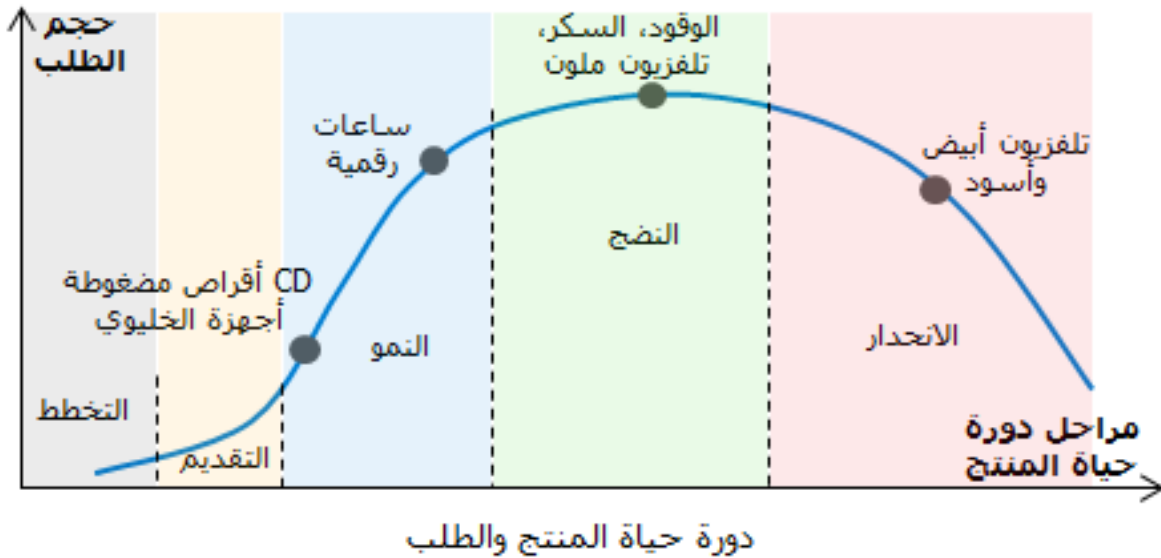 حجم
الطلب
الوقود، السكر،
تلفزيون ملون
ساعات
رقمية
تلفزيون أبيض
وأسود
النضج
CD أقراص مضغوطة
أجهزة الخليوي
النمو
الانحدار
التخطط
التقديم
مراحل دورة
حياة المنتج
دورة حياة المنتج والطلب